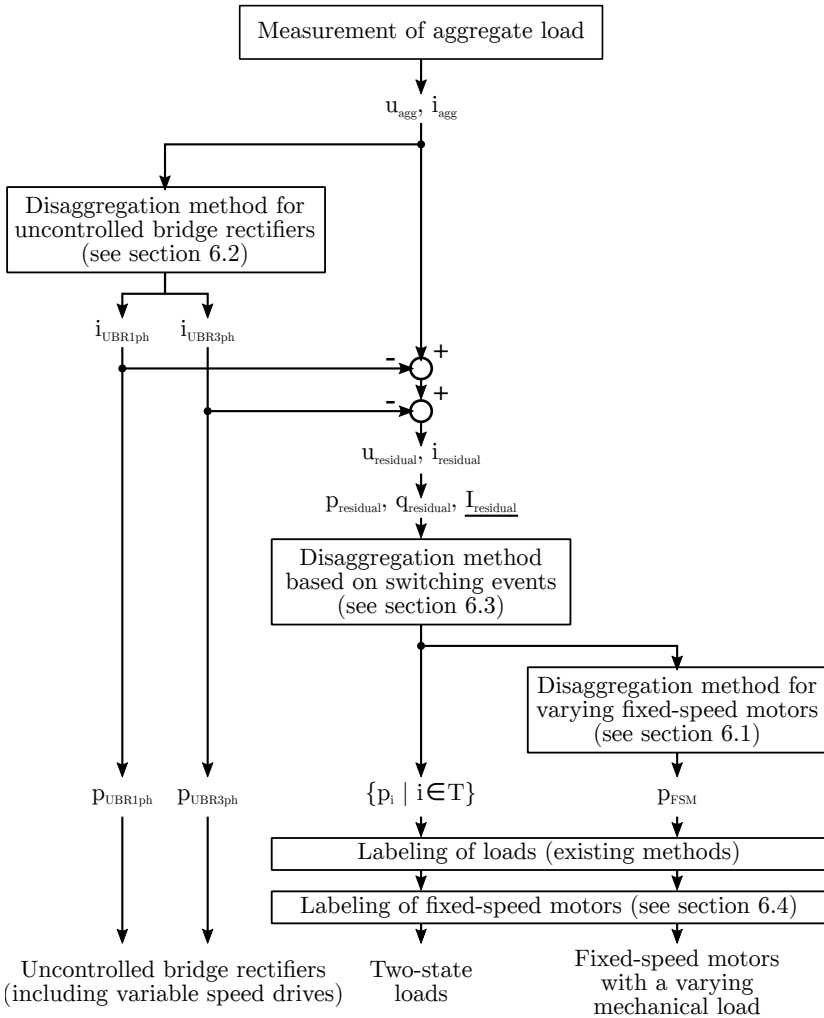 Measurement of aggregate load
u_agg, i_agg
Disaggregation method for
uncontrolled bridge rectifiers
(see section 6.2)
i_UBR1ph i_UBR3ph
- +
- +
u_residual, i_residual
p_residual, q_residual, I_residual
Disaggregation method
based on switching events
(see section 6.3)
Disaggregation method for
varying fixed-speed motors
(see section 6.1)
p_UBR1ph p_UBR3ph {p_i | i∈T} p_FSM
Labeling of loads (existing methods)
Labeling of fixed-speed motors (see section 6.4)
Uncontrolled bridge rectifiers
(including variable speed drives)
Two-state
loads
Fixed-speed motors
with a varying
mechanical load